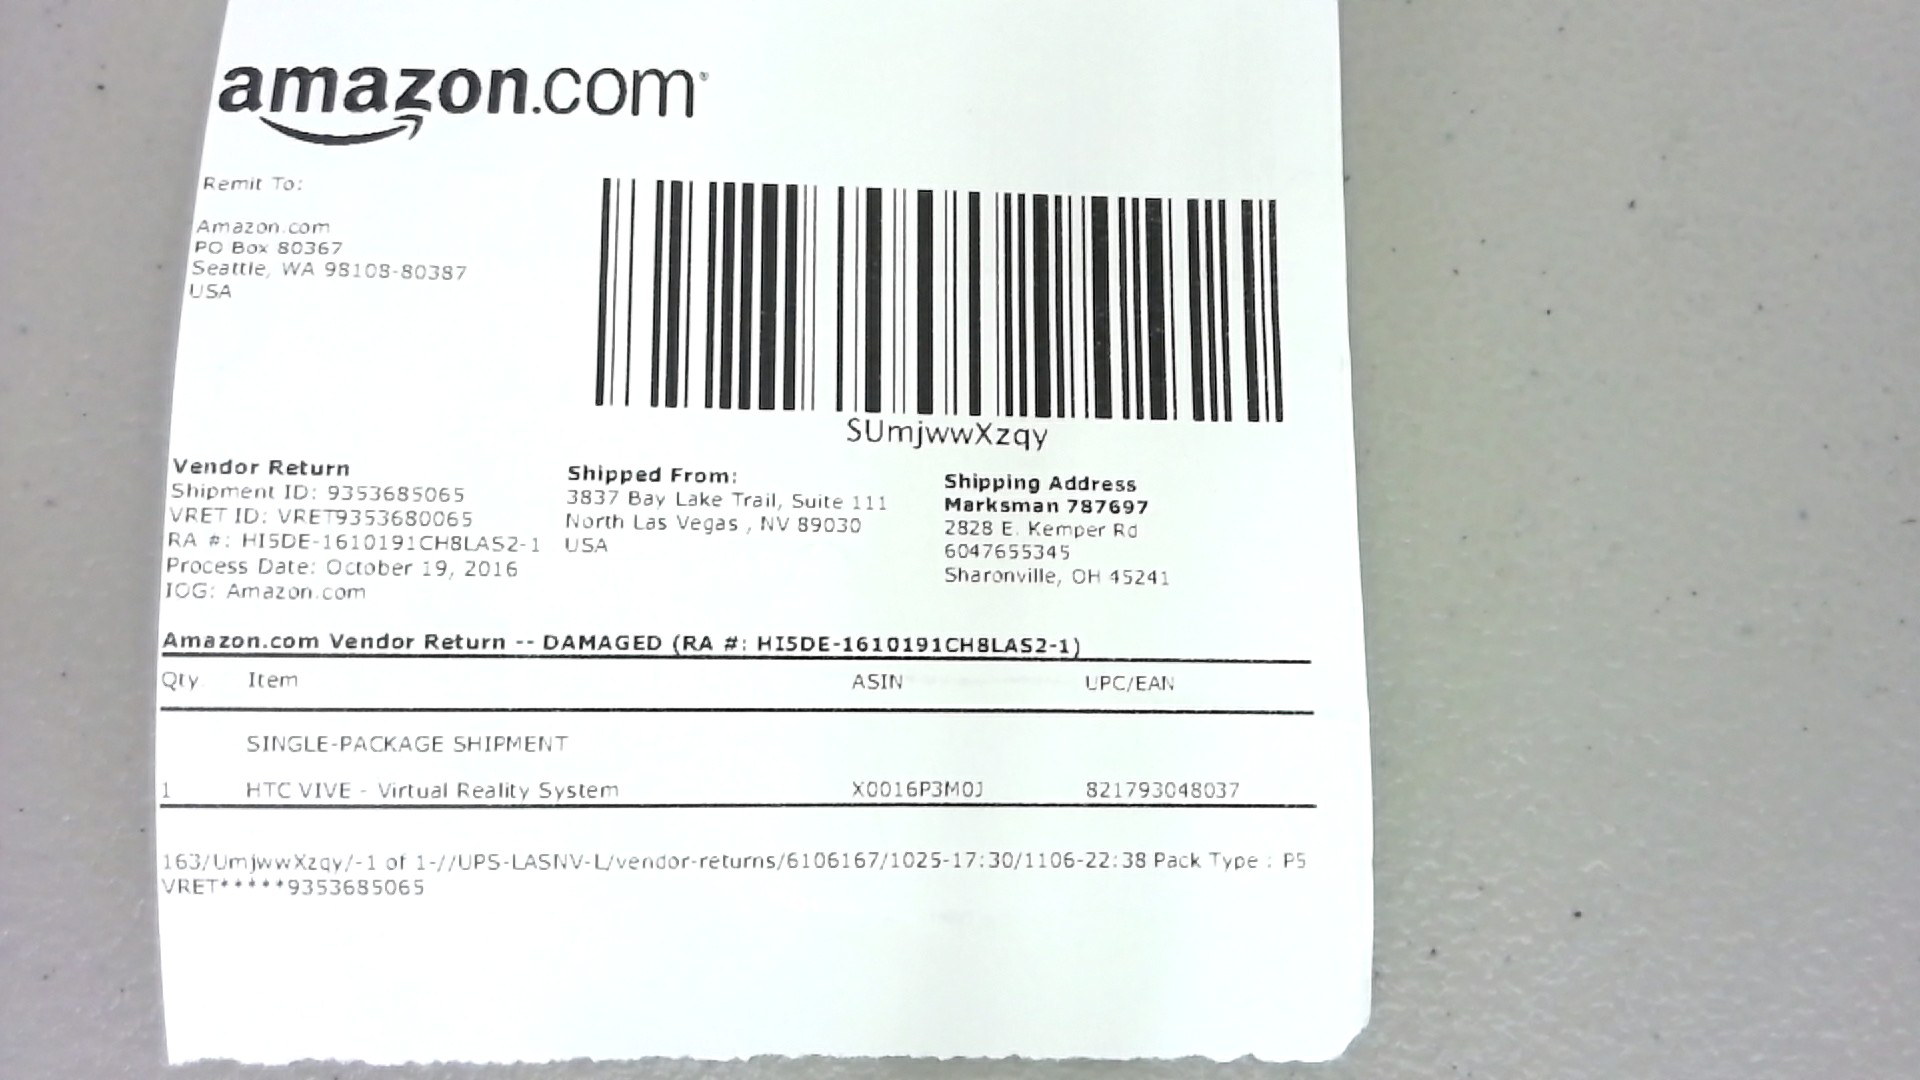 amazon.com
Remit To:
Amazon.com
PO Box 80367
Seattle, WA 98108-80387
USA
SUmjwwXzqy
Vendor Return
Shipment ID: 9353685065
VRET ID: VRET9353680065
RA #: HI5DE-1610191CH8LAS2-1
Process Date: October 19, 2016
IOG: Amazon.com
Shipped From:
3837 Bay Lake Trail, Suite 111
North Las Vegas , NV 89030
USA
Shipping Address
Marksman 787697
2828 E. Kemper Rd
6047655345
Sharonville, OH 45241
Amazon.com Vendor Return -- DAMAGED (RA #: HI5DE-1610191CH8LAS2-1)
Qty. Item ASIN UPC/EAN
SINGLE-PACKAGE SHIPMENT
1 HTC VIVE - Virtual Reality System X0016P3M0J 821793048037
163/UmjwwXzqy/-1 of 1-//UPS-LASNV-L/vendor-returns/6106167/1025-17:30/1106-22:38 Pack Type : P5
VRET*****9353685065